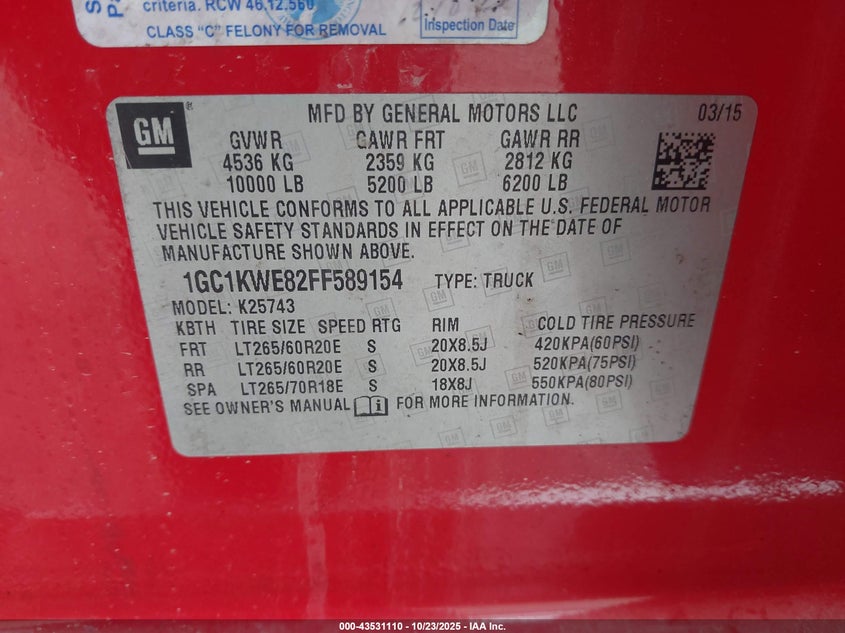 criteria. RCW 46.12.560
CLASS "C" FELONY FOR REMOVAL
Inspection Date
GM
MFD BY GENERAL MOTORS LLC 03/15
GVWR GAWR FRT GAWR RR
4536 KG 2359 KG 2812 KG
10000 LB 5200 LB 6200 LB
THIS VEHICLE CONFORMS TO ALL APPLICABLE U.S. FEDERAL MOTOR
VEHICLE SAFETY STANDARDS IN EFFECT ON THE DATE OF
MANUFACTURE SHOWN ABOVE.
1GC1KWE82FF589154 TYPE: TRUCK
MODEL: K25743
KBTH TIRE SIZE SPEED RTG RIM COLD TIRE PRESSURE
FRT LT265/60R20E S 20X8.5J 420KPA(60PSI)
RR LT265/60R20E S 20X8.5J 520KPA(75PSI)
SPA LT265/70R18E S 18X8J 550KPA(80PSI)
SEE OWNER'S MANUAL FOR MORE INFORMATION.
000-43531110 - 10/23/2025 - IAA Inc.